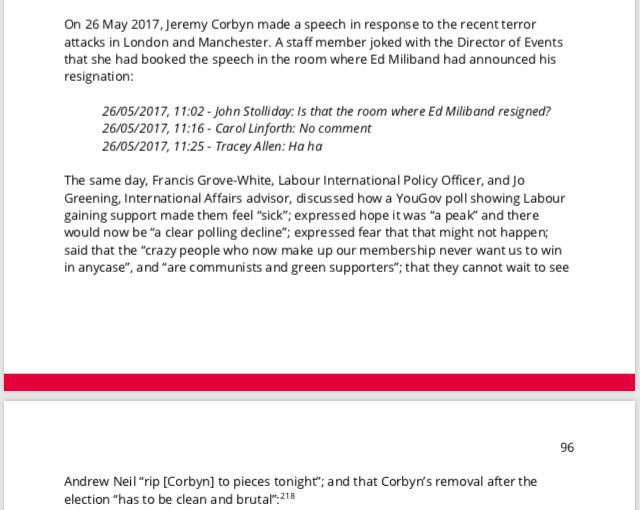 On 26 May 2017, Jeremy Corbyn made a speech in response to the recent terror
attacks in London and Manchester. A staff member joked with the Director of Events
that she had booked the speech in the room where Ed Miliband had announced his
resignation:
26/05/2017, 11:02 - John Stolliday: Is that the room where Ed Miliband resigned?
26/05/2017, 11:16 - Carol Linforth: No comment
26/05/2017, 11:25 - Tracey Allen: Ha ha
The same day, Francis Grove-White, Labour International Policy Officer, and Jo
Greening, International Affairs advisor, discussed how a YouGov poll showing Labour
gaining support made them feel “sick”; expressed hope it was “a peak” and there
would now be “a clear polling decline”; expressed fear that that might not happen;
said that the “crazy people who now make up our membership never want us to win
in anycase”, and “are communists and green supporters”; that they cannot wait to see
96
Andrew Neil “rip [Corbyn] to pieces tonight”; and that Corbyn’s removal after the
election “has to be clean and brutal”:218